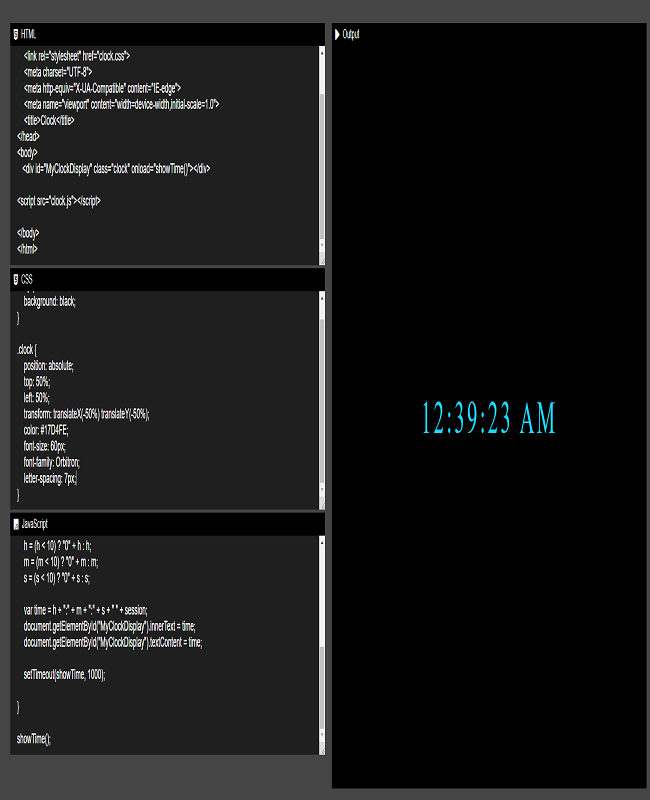 HTML
<link rel="stylesheet" href="clock.css">
<meta charset="UTF-8">
<meta http-equiv="X-UA-Compatible" content="IE-edge">
<meta name="viewport" content="width=device-width,initial-scale=1.0">
<title>Clock</title>
</head>
<body>
<div id="MyClockDisplay" class="clock" onload="showTime()"></div>
<script src="clock.js"></script>
</body>
</html>
CSS
background: black;
}
.clock {
position: absolute;
top: 50%;
left: 50%;
transform: translateX(-50%) translateY(-50%);
color: #17D4FE;
font-size: 60px;
font-family: Orbitron;
letter-spacing: 7px;
}
JavaScript
h = (h < 10) ? "0" + h : h;
m = (m < 10) ? "0" + m : m;
s = (s < 10) ? "0" + s : s;
var time = h + ":" + m + ":" + s + " " + session;
document.getElementById("MyClockDisplay").innerText = time;
document.getElementById("MyClockDisplay").textContent = time;
setTimeout(showTime, 1000);
}
showTime();
Output
12:39:23 AM